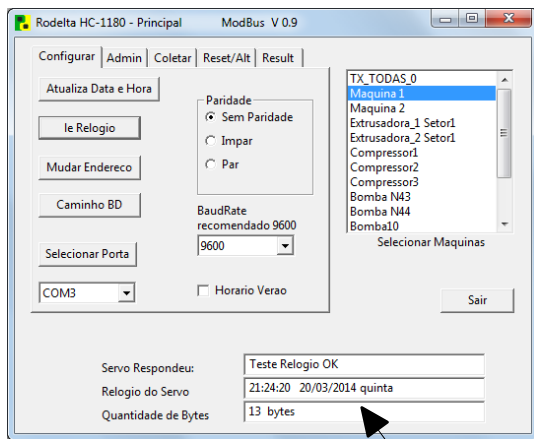 Rodelta HC-1180 - Principal ModBus V 0.9
Configurar Admin Coletar Reset/Alt Result
Atualiza Data e Hora
le Relogio
Mudar Endereco
Caminho BD
Selecionar Porta
COM3
Paridade
Sem Paridade
Impar
Par
BaudRate
recomendado 9600
9600
Horario Verao
TX_TODAS_0
Maquina 1
Maquina 2
Extrusadora_1 Setor1
Extrusadora_2 Setor1
Compressor1
Compressor2
Compressor3
Bomba N43
Bomba N44
Bomba10
Selecionar Maquinas
Sair
Servo Respondeu: Teste Relogio OK
Relogio do Servo 21:24:20 20/03/2014 quinta
Quantidade de Bytes 13 bytes